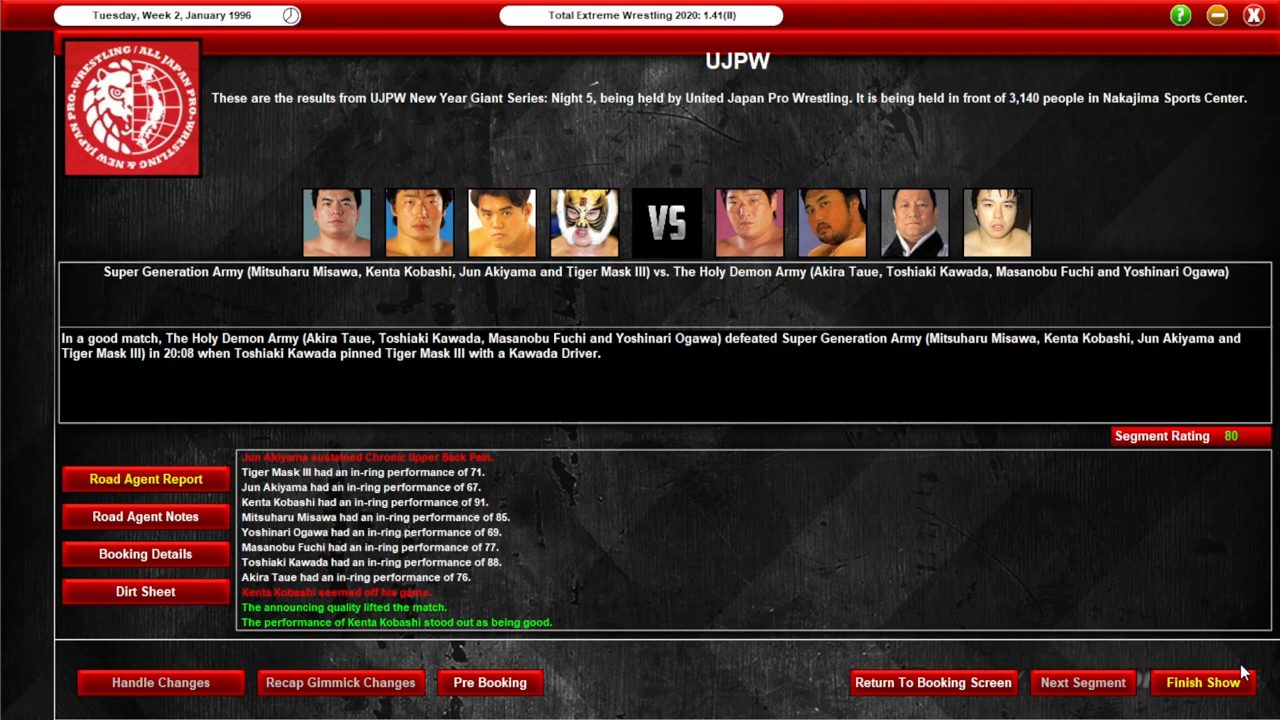 Tuesday, Week 2, January 1996
Total Extreme Wrestling 2020: 1.41(II)
UJPW
NEW JAPAN PRO-WRESTLING / ALL JAPAN PRO-WRESTLING &
These are the results from UJPW New Year Giant Series: Night 5, being held by United Japan Pro Wrestling. It is being held in front of 3,140 people in Nakajima Sports Center.
VS
Super Generation Army (Mitsuharu Misawa, Kenta Kobashi, Jun Akiyama and Tiger Mask III) vs. The Holy Demon Army (Akira Taue, Toshiaki Kawada, Masanobu Fuchi and Yoshinari Ogawa)
In a good match, The Holy Demon Army (Akira Taue, Toshiaki Kawada, Masanobu Fuchi and Yoshinari Ogawa) defeated Super Generation Army (Mitsuharu Misawa, Kenta Kobashi, Jun Akiyama and
Tiger Mask III) in 20:08 when Toshiaki Kawada pinned Tiger Mask III with a Kawada Driver.
Segment Rating 80
Road Agent Report
Road Agent Notes
Booking Details
Dirt Sheet
Jun Akiyama sustained Chronic Upper Back Pain.
Tiger Mask III had an in-ring performance of 71.
Jun Akiyama had an in-ring performance of 67.
Kenta Kobashi had an in-ring performance of 91.
Mitsuharu Misawa had an in-ring performance of 85.
Yoshinari Ogawa had an in-ring performance of 69.
Masanobu Fuchi had an in-ring performance of 77.
Toshiaki Kawada had an in-ring performance of 88.
Akira Taue had an in-ring performance of 76.
Kenta Kobashi seemed off his game.
The announcing quality lifted the match.
The performance of Kenta Kobashi stood out as being good.
Handle Changes
Recap Gimmick Changes
Pre Booking
Return To Booking Screen
Next Segment
Finish Show